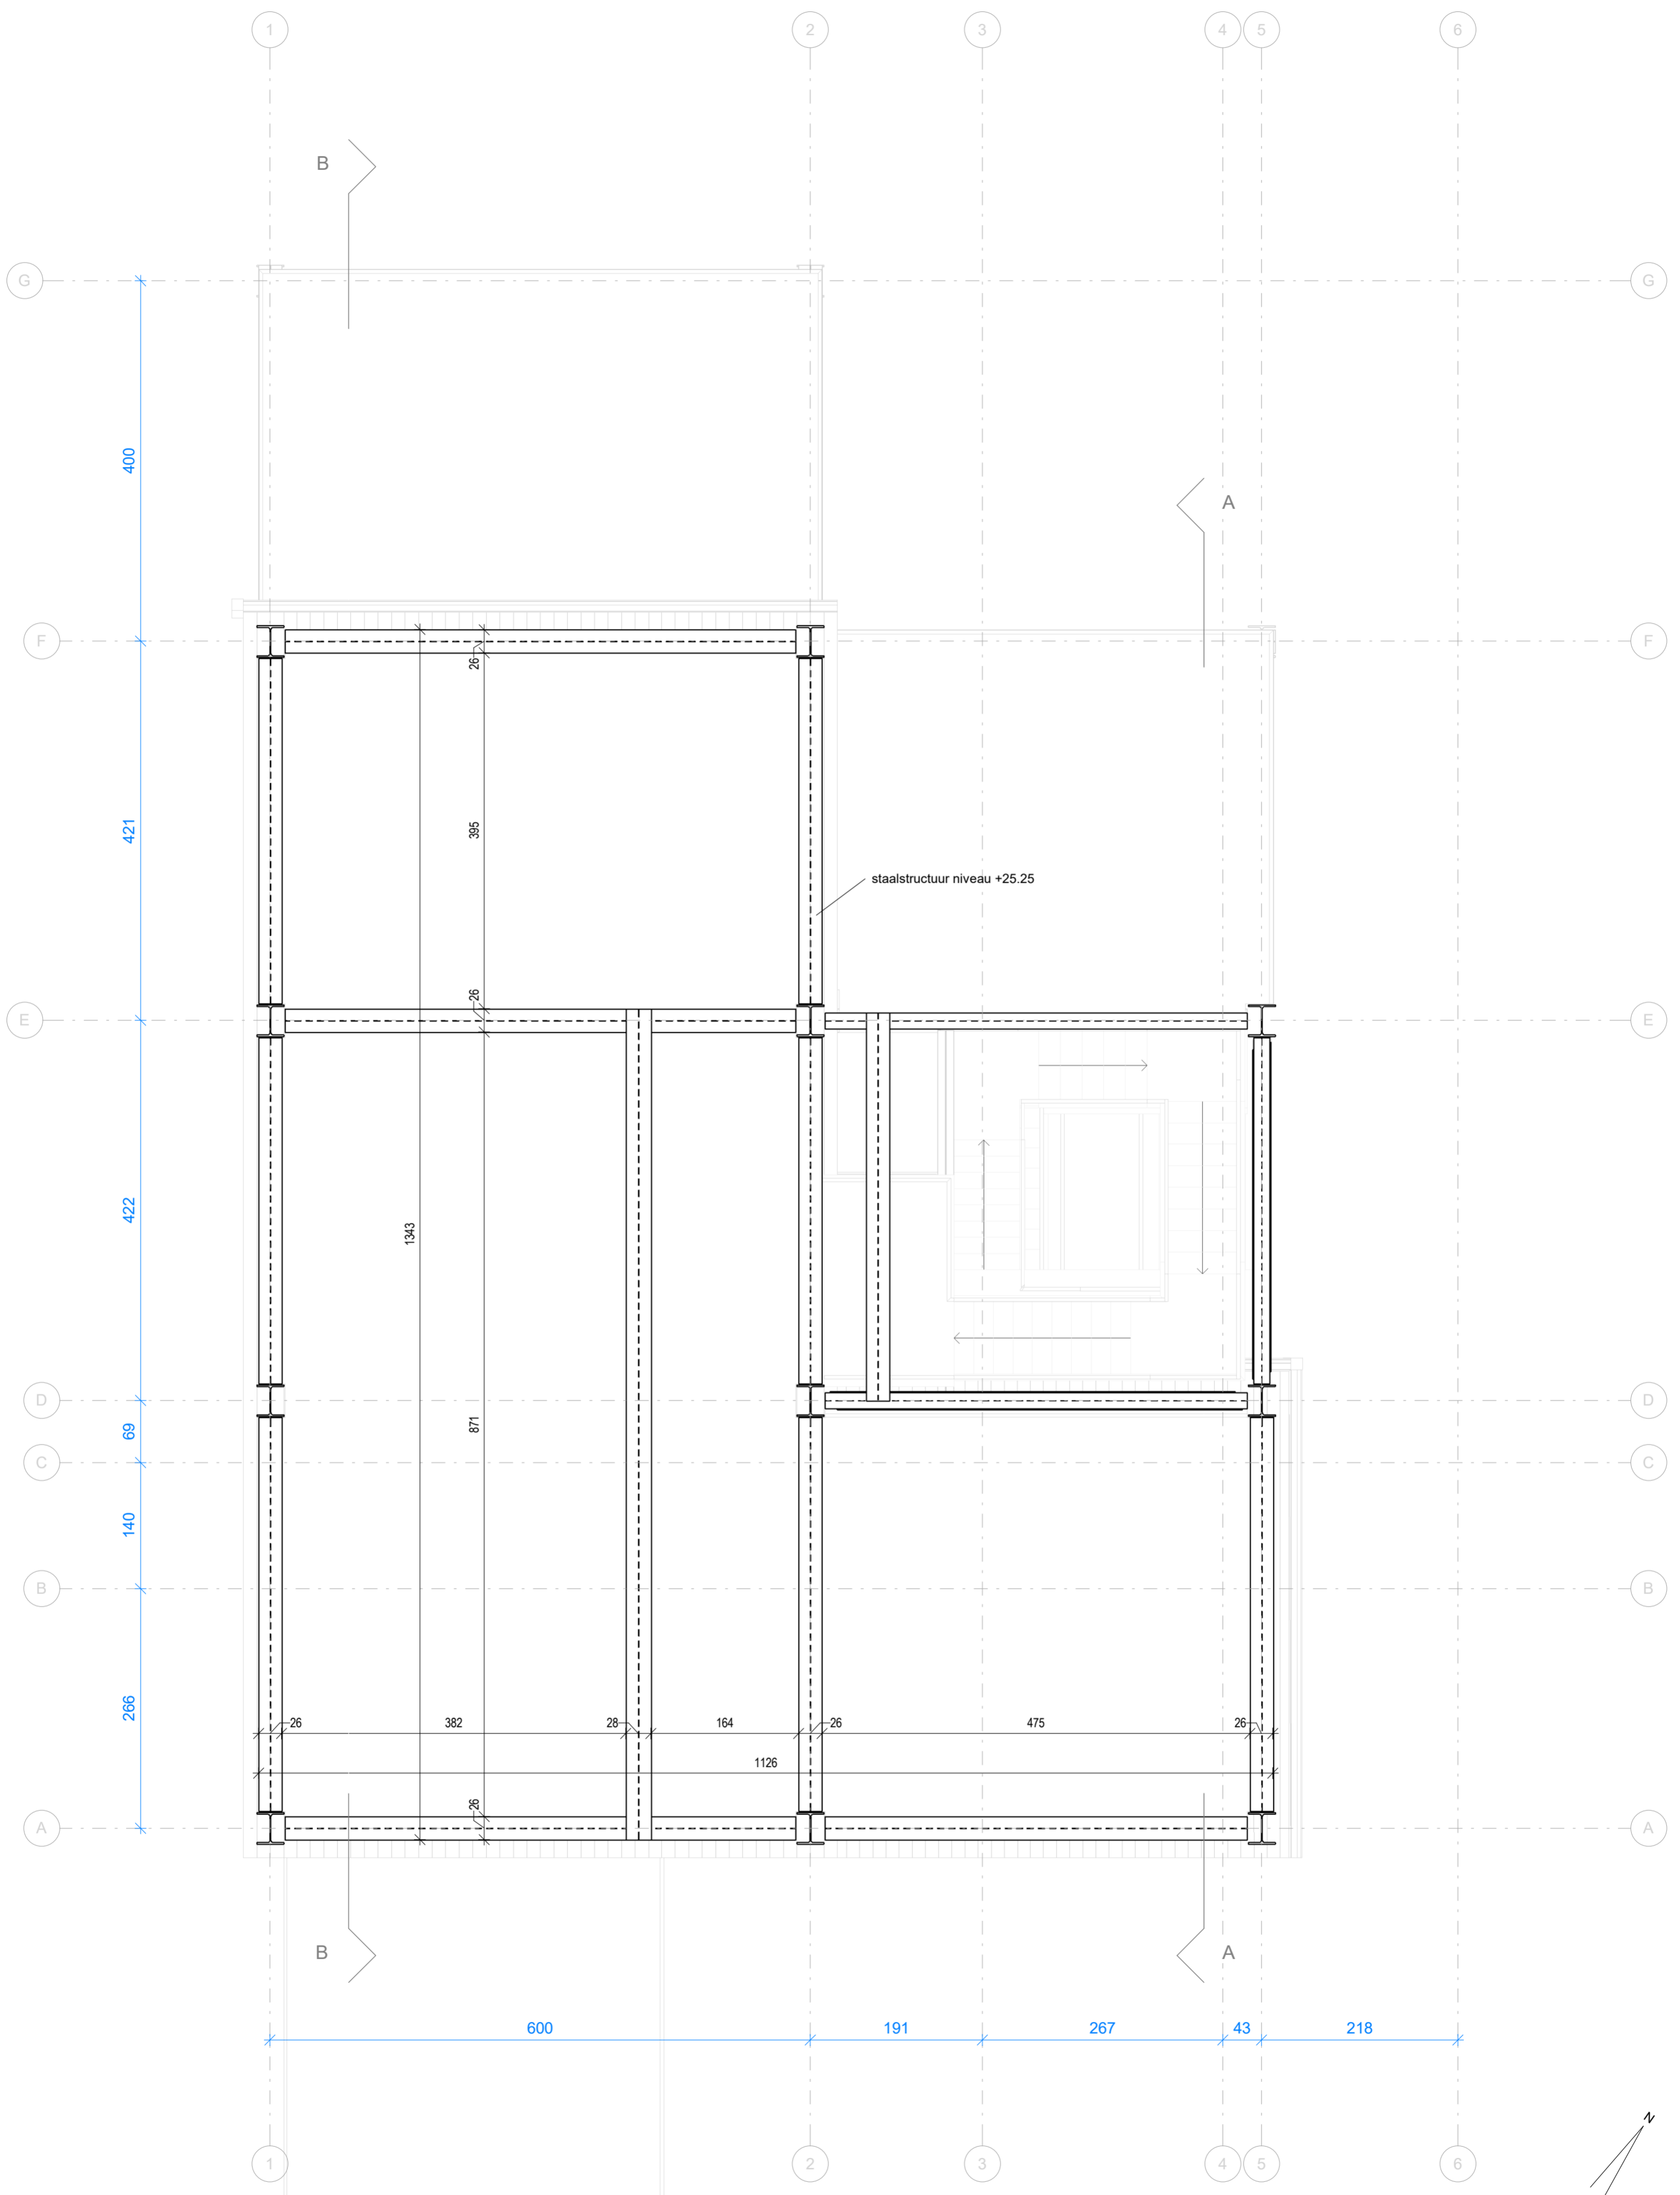 1 2 3 4 5 6
B
G G
400
A
F F
26
421
395
staalstructuur niveau +25.25
26
E E
422
1343
D D
69
871
C C
140
B B
266
26 382 28 164 26 475 26
1126
26
A A
B A
600 191 267 43 218
N
1 2 3 4 5 6